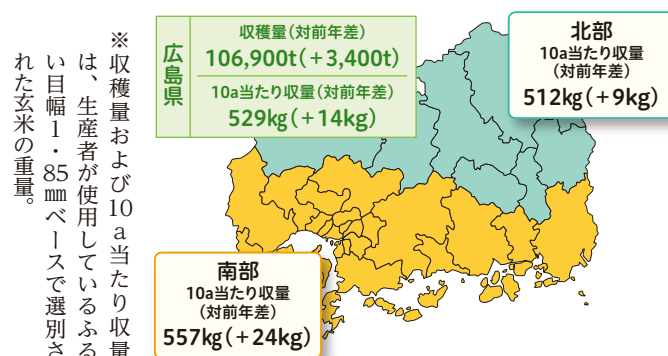 広島県
収穫量(対前年差)
106,900t(+3,400t)
10a当たり収量(対前年差)
529kg(+14kg)
北部
10a当たり収量
(対前年差)
512kg(+9kg)
南部
10a当たり収量
(対前年差)
557kg(+24kg)
※収穫量および10a当たり収量
は、生産者が使用しているふる
い目幅1・85㎜ベースで選別さ
れた玄米の重量。